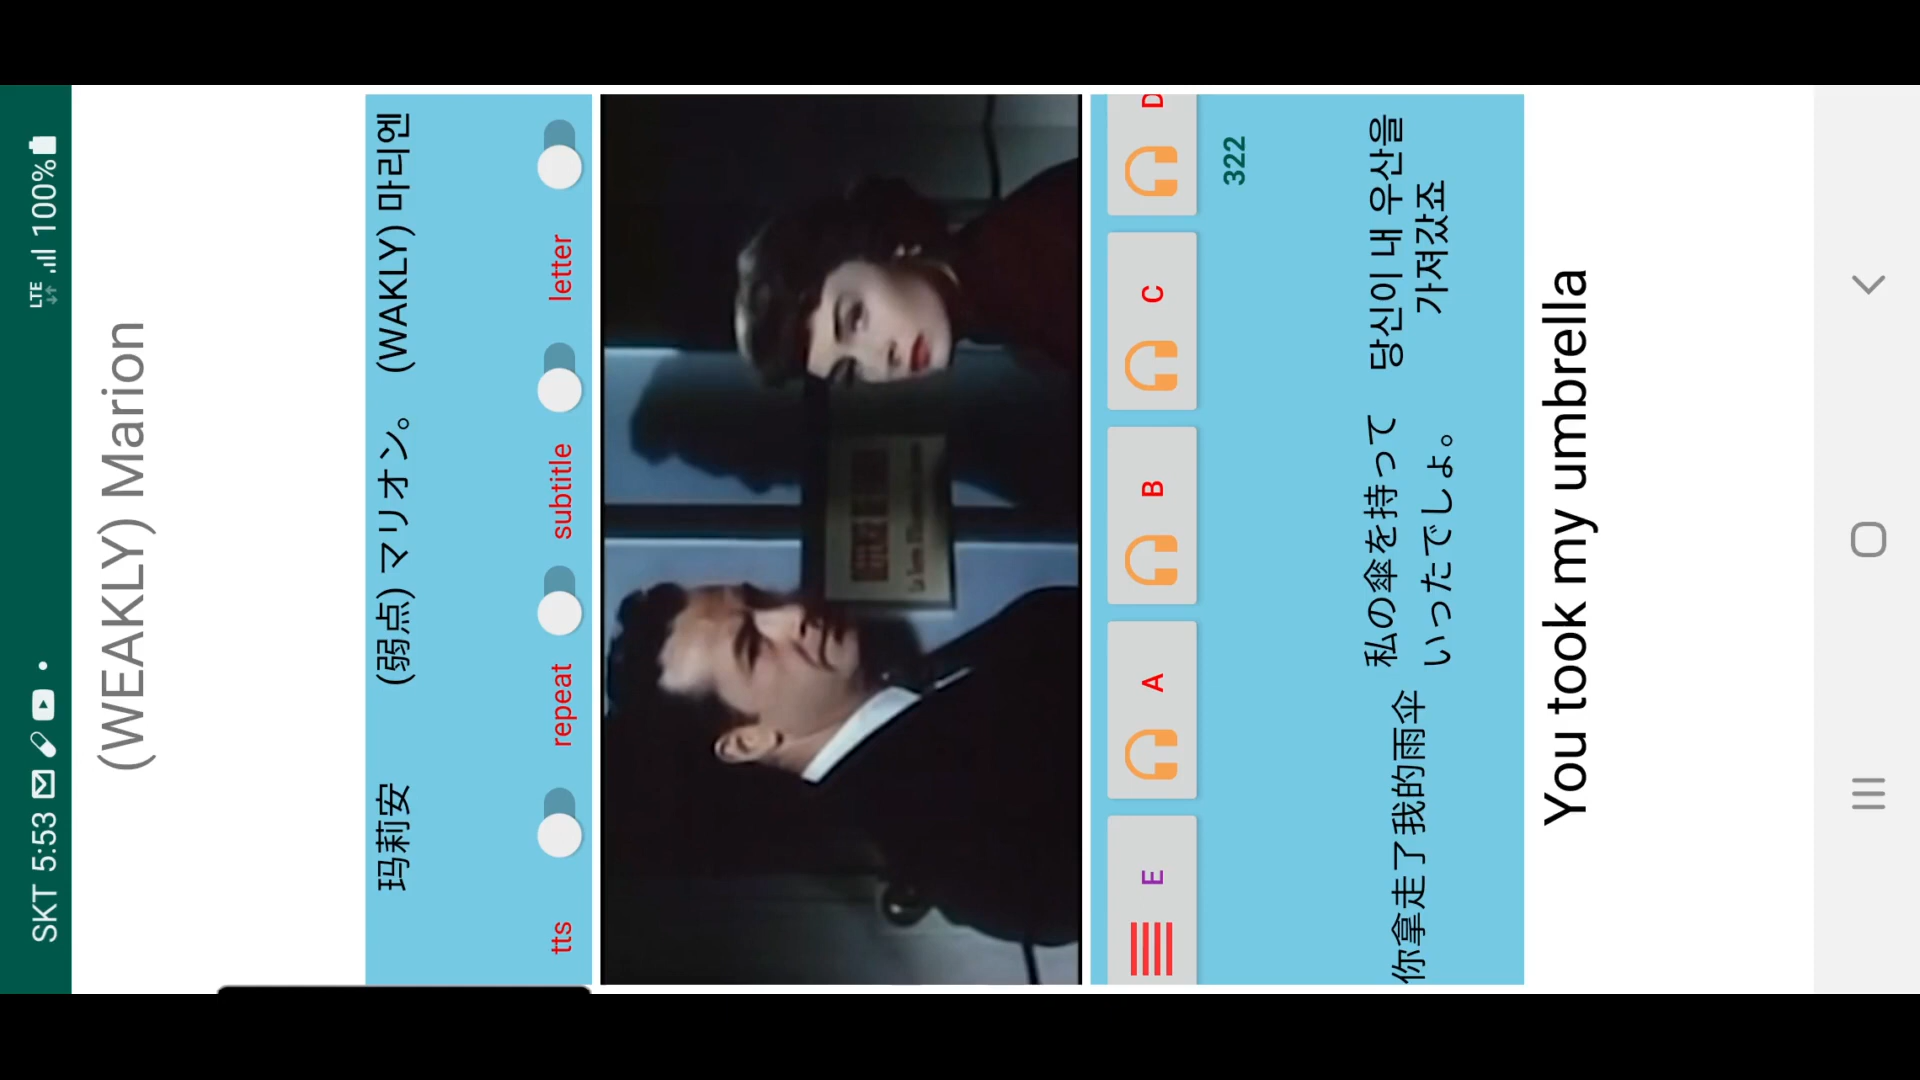 SKT 5:53
LTE
100%
(WEAKLY) Marion
玛莉安
(弱点) マリオン。
(WAKLY) 마리엔
tts
repeat
subtitle
letter
E
A
B
C
D
322
你拿走了我的雨伞
私の傘を持って
いったでしょ。
당신이 내 우산을
가져갔죠
You took my umbrella